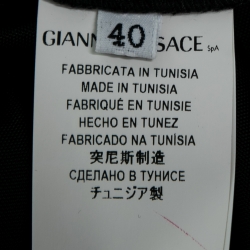 GIANN 40 SACE SpA
FABBRICATA IN TUNISIA
MADE IN TUNISIA
FABRIQUÉ EN TUNISIE
HECHO EN TUNEZ
FABRICADO NA TUNÍSIA
突尼斯制造
СДЕЛАНО В ТУНИСЕ
チュニジア製